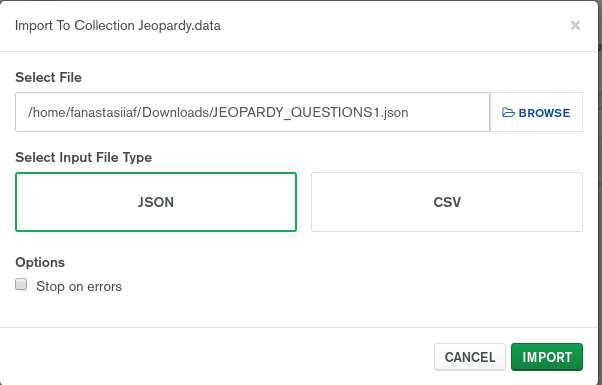 Import To Collection Jeopardy.data
×
Select File
/home/fanastasiiaf/Downloads/JEOPARDY_QUESTIONS1.json
BROWSE
Select Input File Type
JSON
CSV
Options
Stop on errors
CANCEL
IMPORT